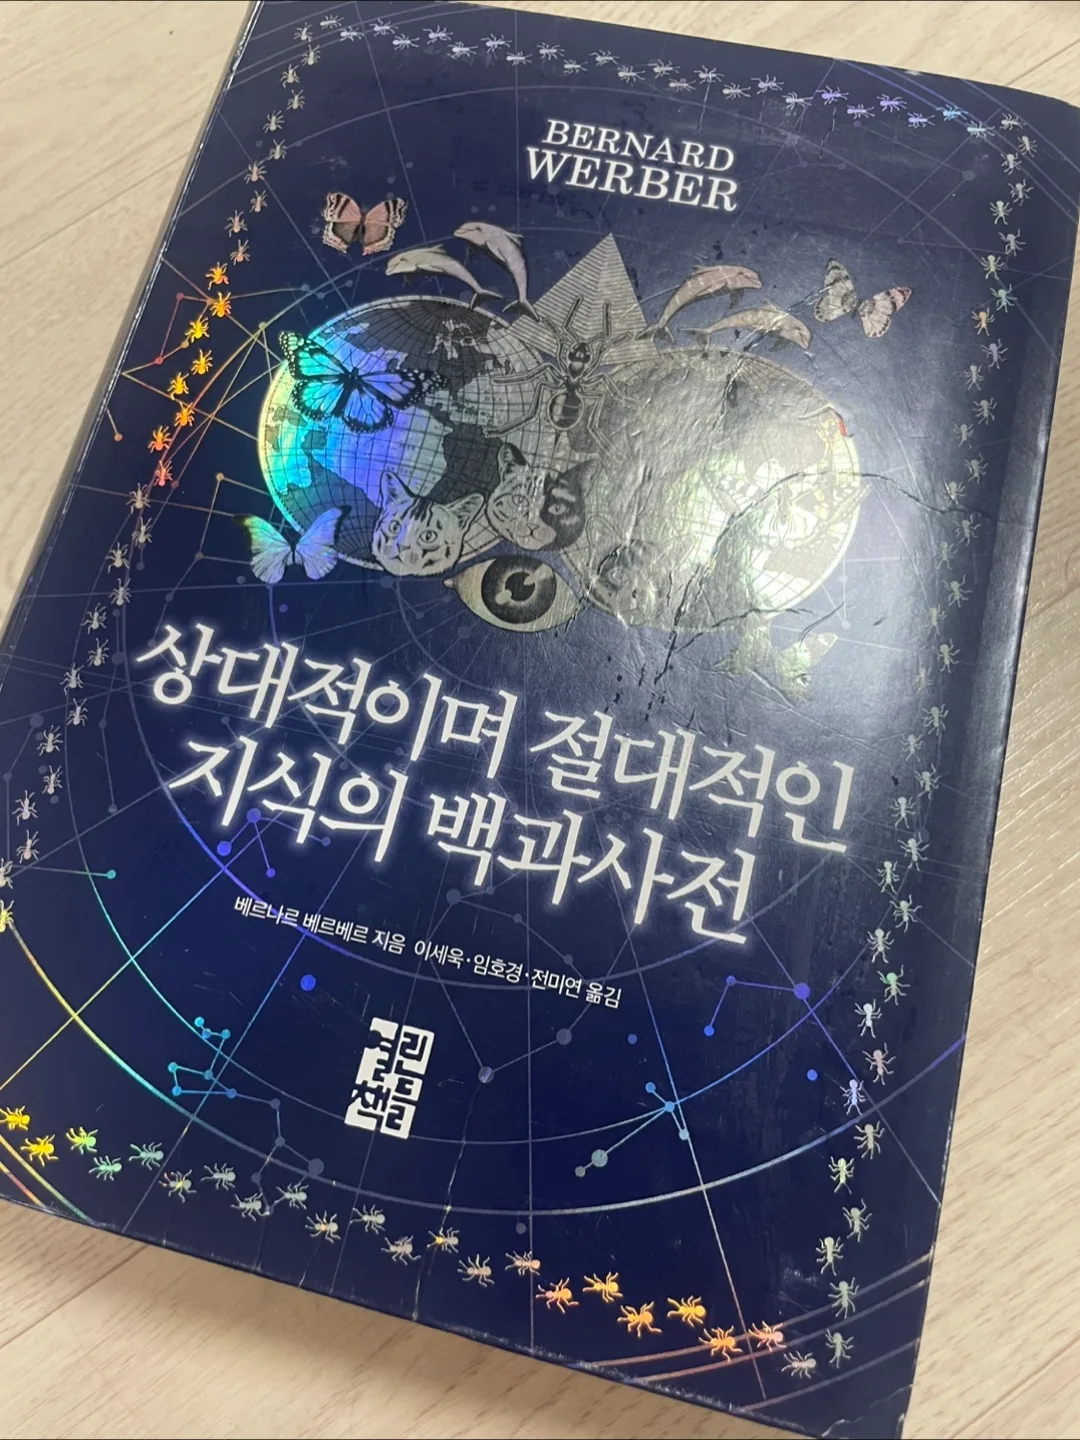 BERNARD
WERBER
상대적이며 절대적인
지식의 백과사전
베르나르 베르베르 지음 이세욱·임호경·전미연 옮김
열린책들